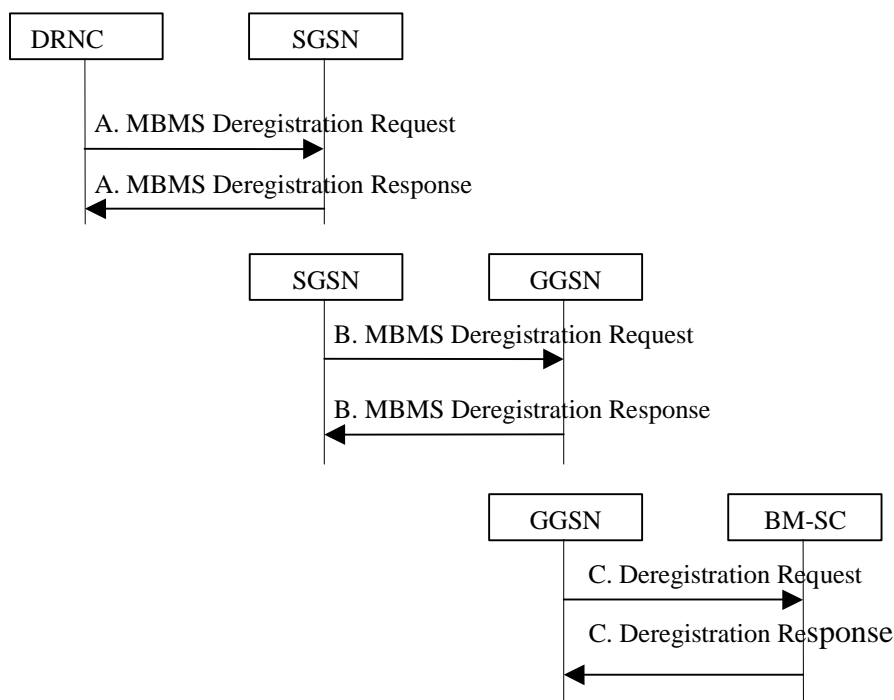 DRNC SGSN
A. MBMS Deregistration Request
A. MBMS Deregistration Response
SGSN GGSN
B. MBMS Deregistration Request
B. MBMS Deregistration Response
GGSN BM-SC
C. Deregistration Request
C. Deregistration Response